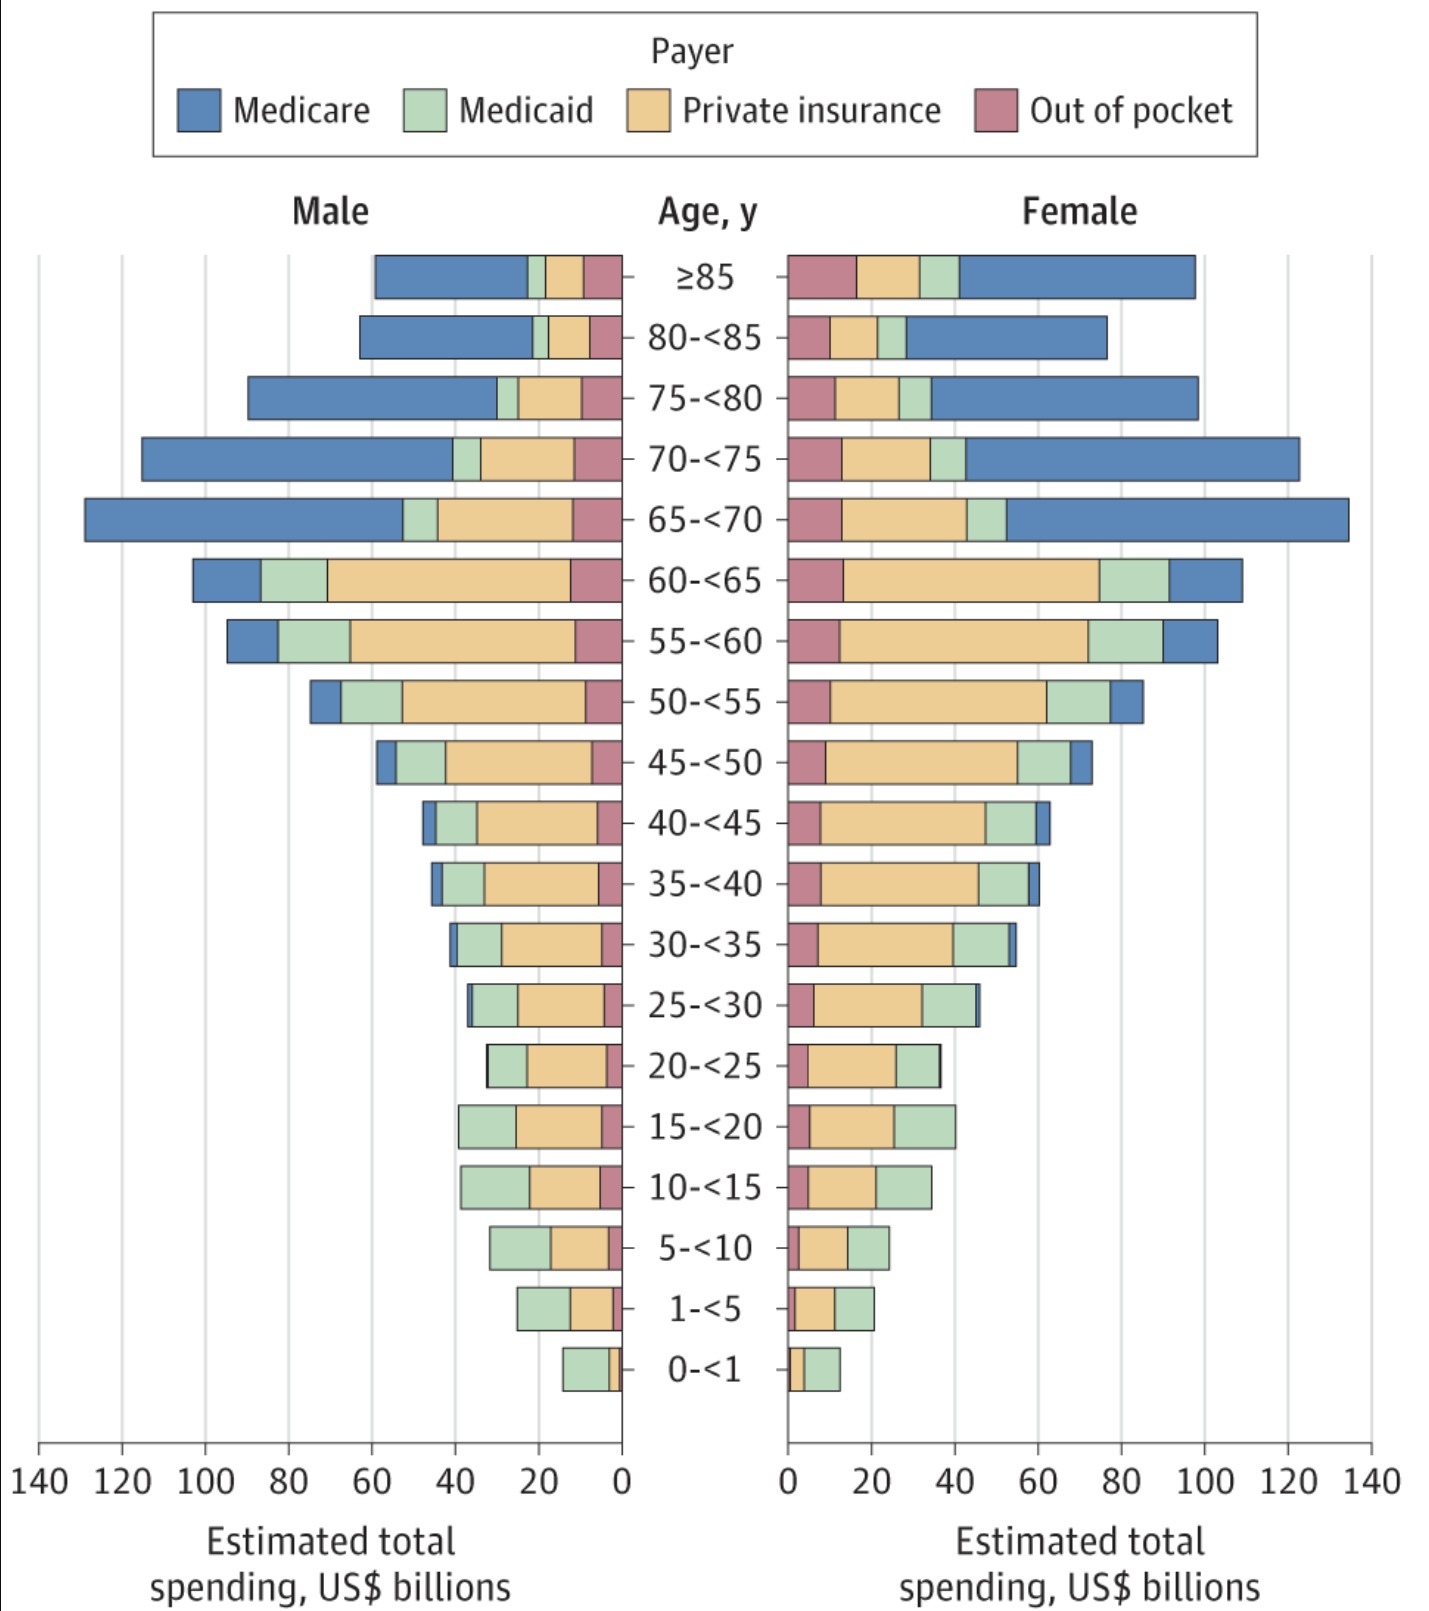 Payer
Medicare Medicaid Private insurance Out of pocket
Male Age, y Female
≥85
80-<85
75-<80
70-<75
65-<70
60-<65
55-<60
50-<55
45-<50
40-<45
35-<40
30-<35
25-<30
20-<25
15-<20
10-<15
5-<10
1-<5
0-<1
140 120 100 80 60 40 20 0 0 20 40 60 80 100 120 140
Estimated total
spending, US$ billions
Estimated total
spending, US$ billions